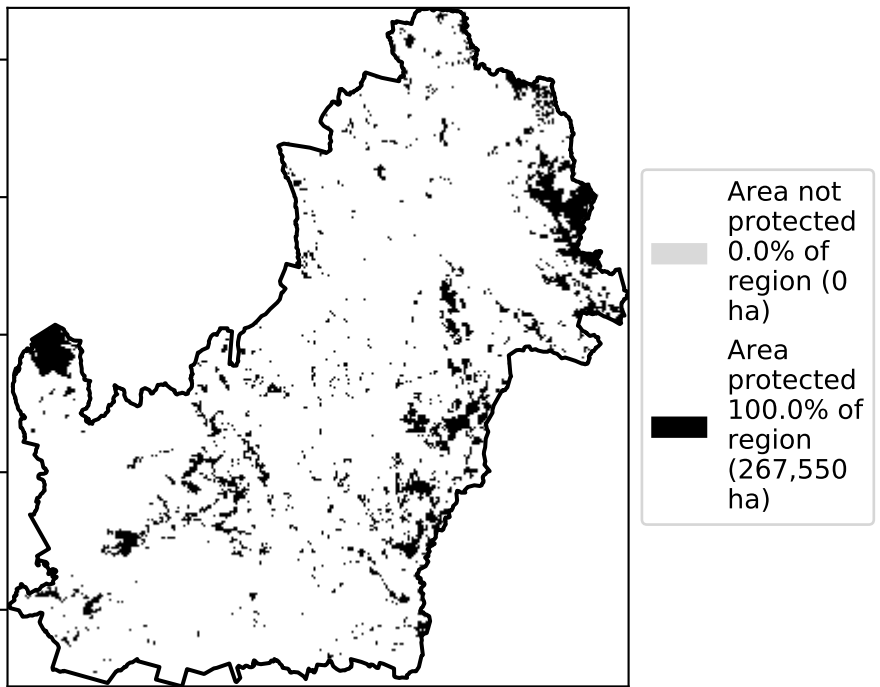 Area not
protected
0.0% of
region (0
ha)
Area
protected
100.0% of
region
(267,550
ha)